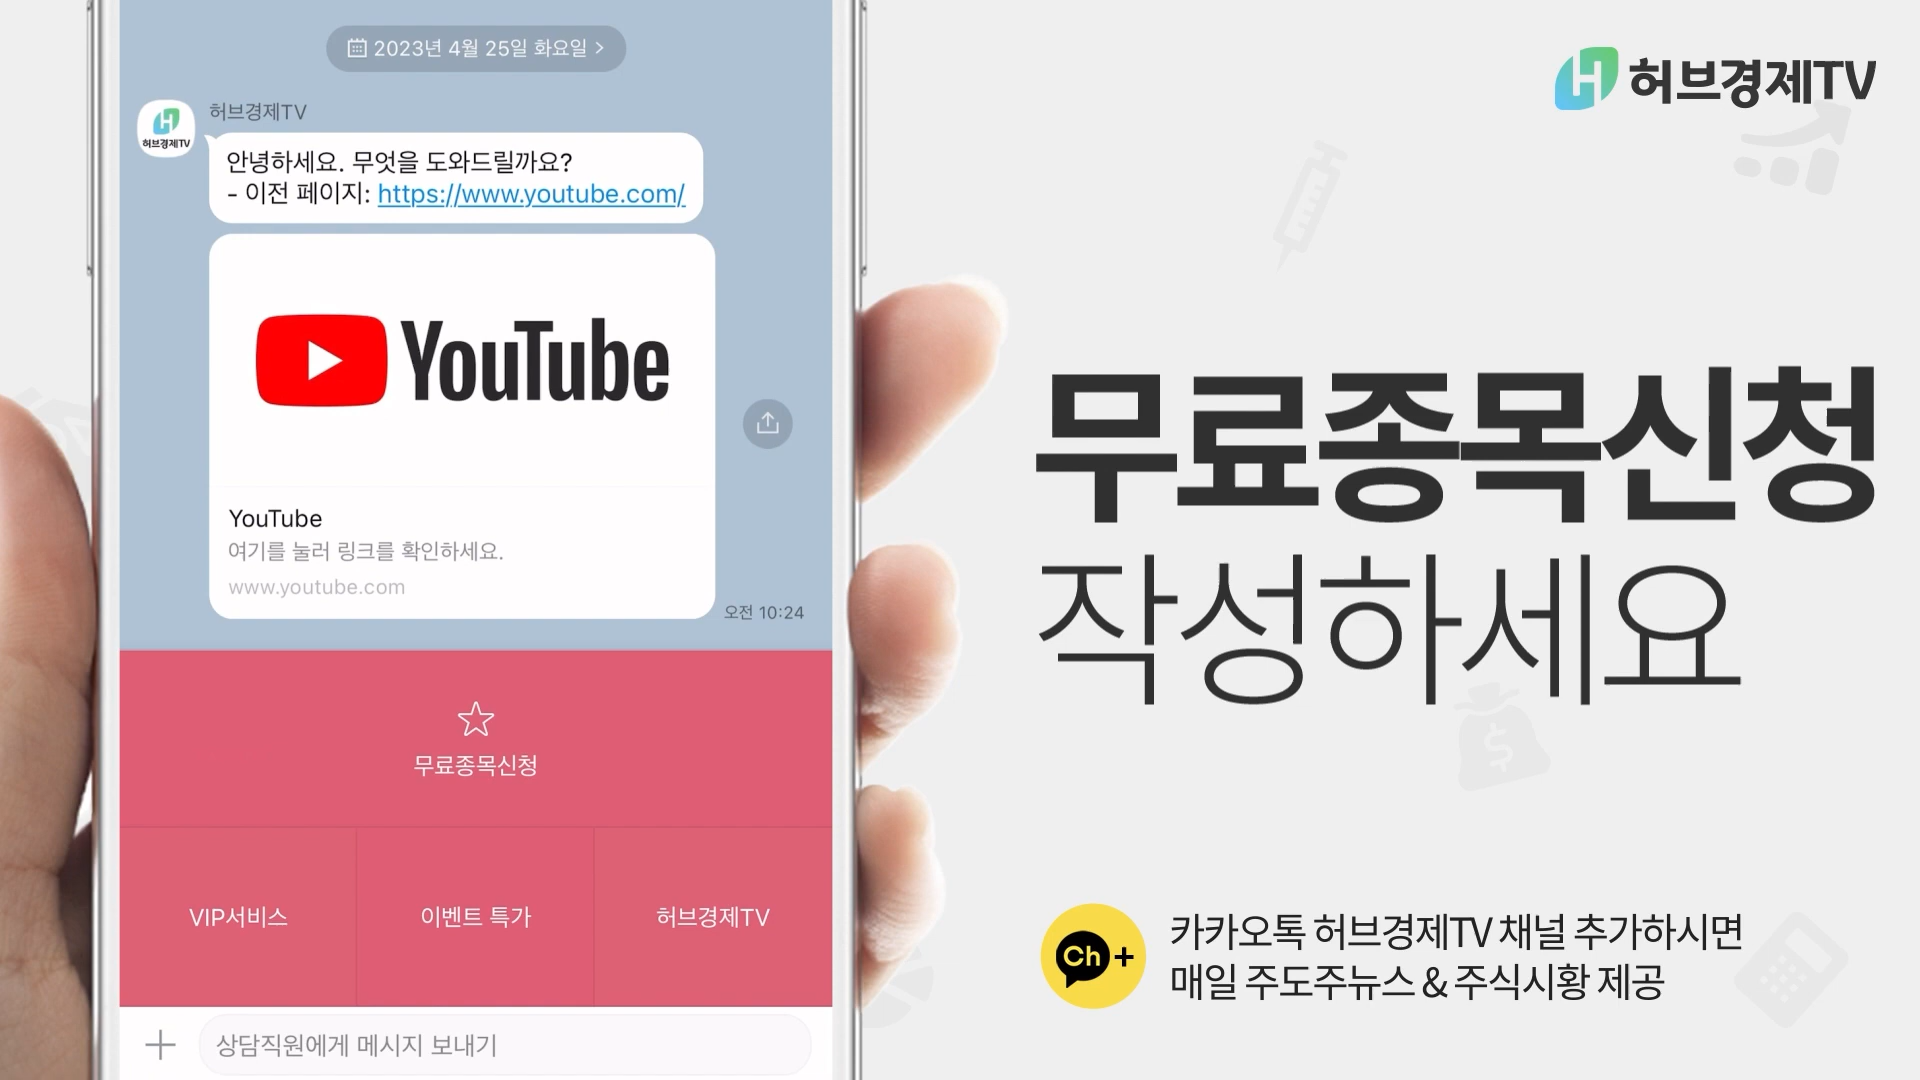 2023년 4월 25일 화요일 >
허브경제TV
허브경제TV
안녕하세요. 무엇을 도와드릴까요?
- 이전 페이지: https://www.youtube.com/
YouTube
YouTube
여기를 눌러 링크를 확인하세요.
www.youtube.com
오전 10:24
무료종목신청
VIP서비스
이벤트 특가
허브경제TV
상담직원에게 메시지 보내기
허브경제TV
무료종목신청
작성하세요
Ch+
카카오톡 허브경제TV 채널 추가하시면
매일 주도주뉴스 & 주식시황 제공